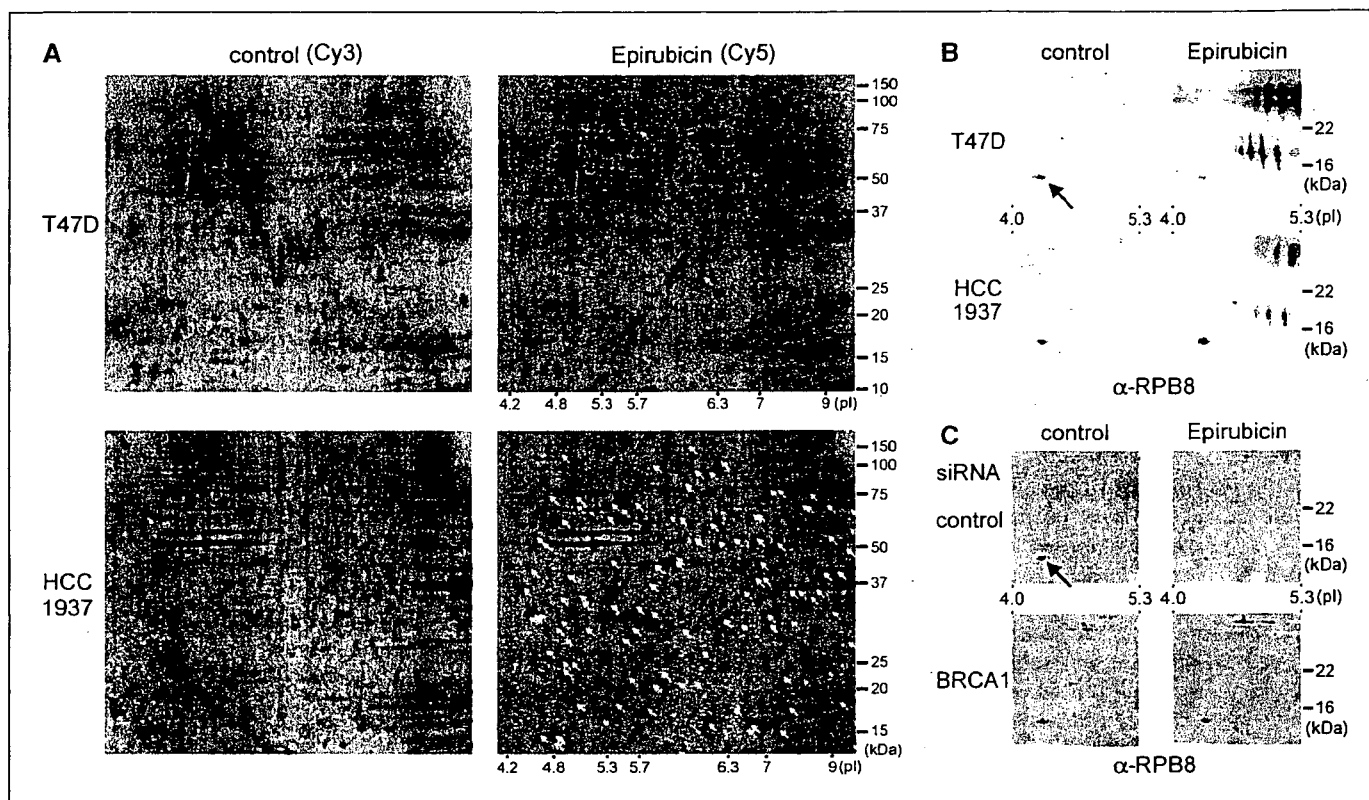 A
control (Cy3)
Epirubicin (Cy5)
T47D
150
100
75
50
37
25
20
15
10
4.2 4.8 5.3 5.7 6.3 7 9 (pI)
HCC
1937
150
100
75
50
37
25
20
15
(kDa)
4.2 4.8 5.3 5.7 6.3 7 9 (pI)
B
control
Epirubicin
T47D
22
16
(kDa)
4.0 5.3 4.0 5.3 (pI)
HCC
1937
22
16
(kDa)
α-RPB8
C
control
Epirubicin
siRNA
control
22
16
(kDa)
4.0 5.3 4.0 5.3 (pI)
BRCA1
22
16
(kDa)
α-RPB8